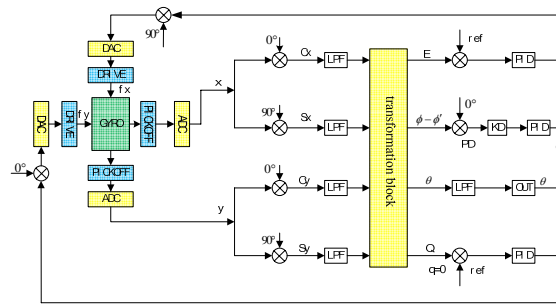 90°
DAC
DRIVE
fx
0°
DAC
DRIVE
fy
GYRO
PICKOFF
ADC
x
PICKOFF
ADC
y
0°
Cx
LPF
90°
Sx
LPF
0°
Cy
LPF
90°
Sy
LPF
transformation block
E
ref
PID
ϕ-ϕ'
0°
PD
KD
PID
θ
LPF
OUT
θ
Q
q=0
ref
PID